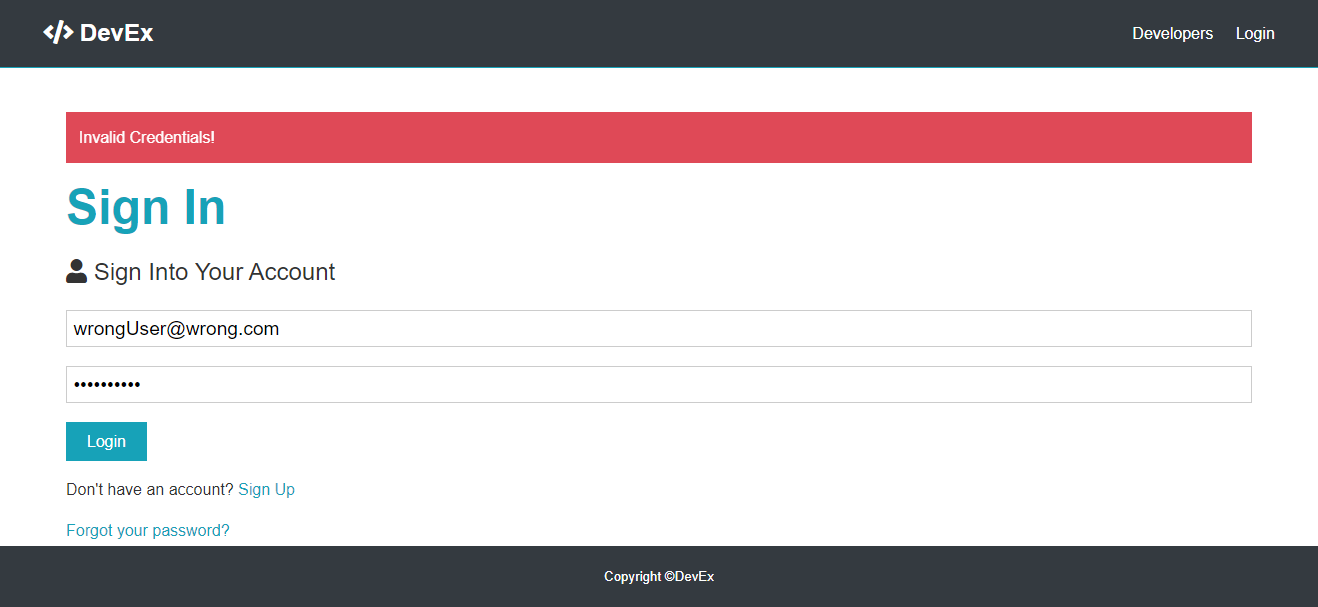 DevEx
Developers Login
Invalid Credentials!
Sign In
Sign Into Your Account
wrongUser@wrong.com
••••••••••
Login
Don't have an account? Sign Up
Forgot your password?
Copyright ©DevEx